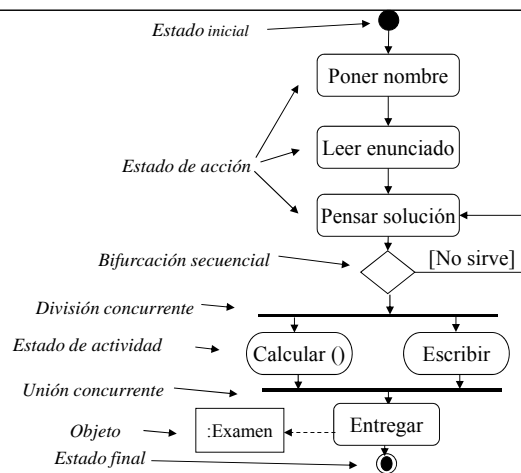 Estado inicial
Poner nombre
Leer enunciado
Estado de acción
Pensar solución
Bifurcación secuencial
[No sirve]
División concurrente
Estado de actividad
Calcular ()
Escribir
Unión concurrente
Objeto
:Examen
Entregar
Estado final